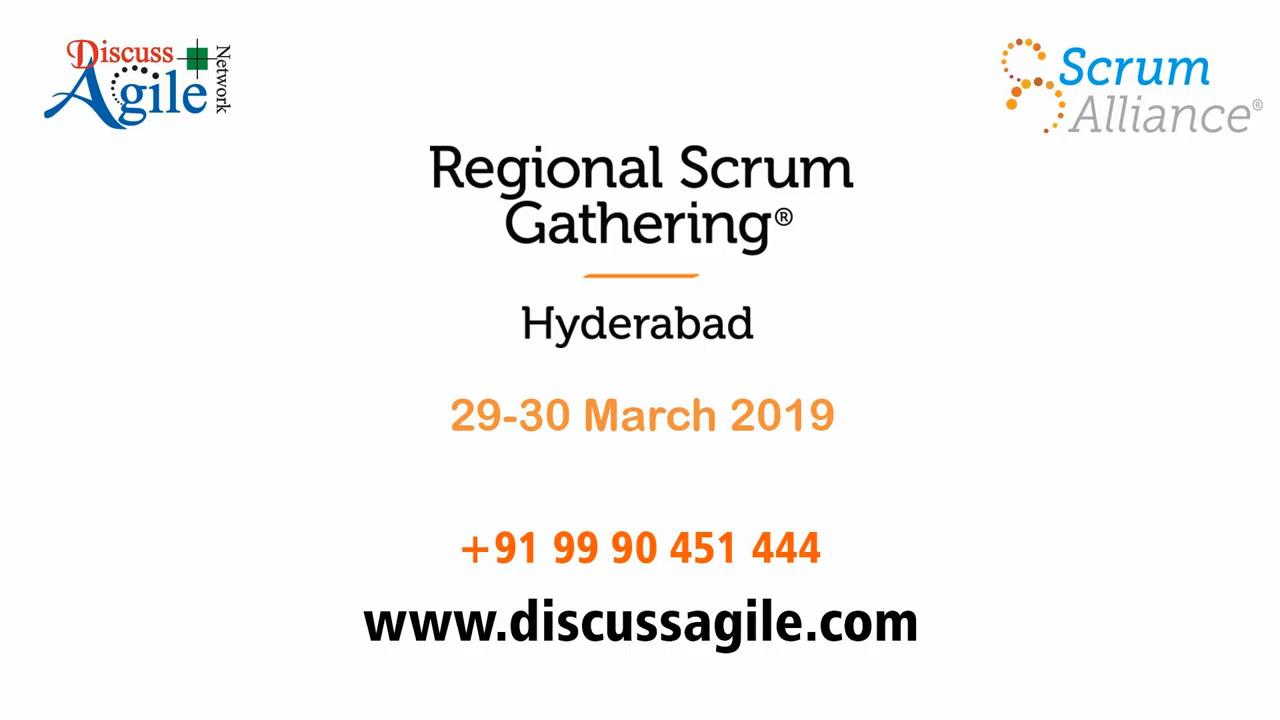 Discuss
Agile
Network
Scrum
Alliance®
Regional Scrum
Gathering®
Hyderabad
29-30 March 2019
+91 99 90 451 444
www.discussagile.com